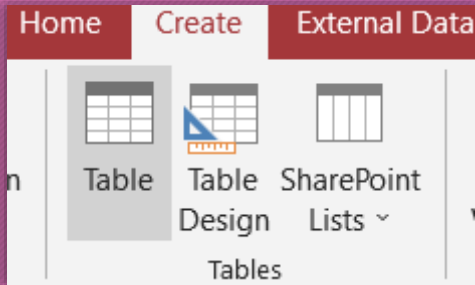 Home Create External Data
n Table Table SharePoint
Design Lists
Tables